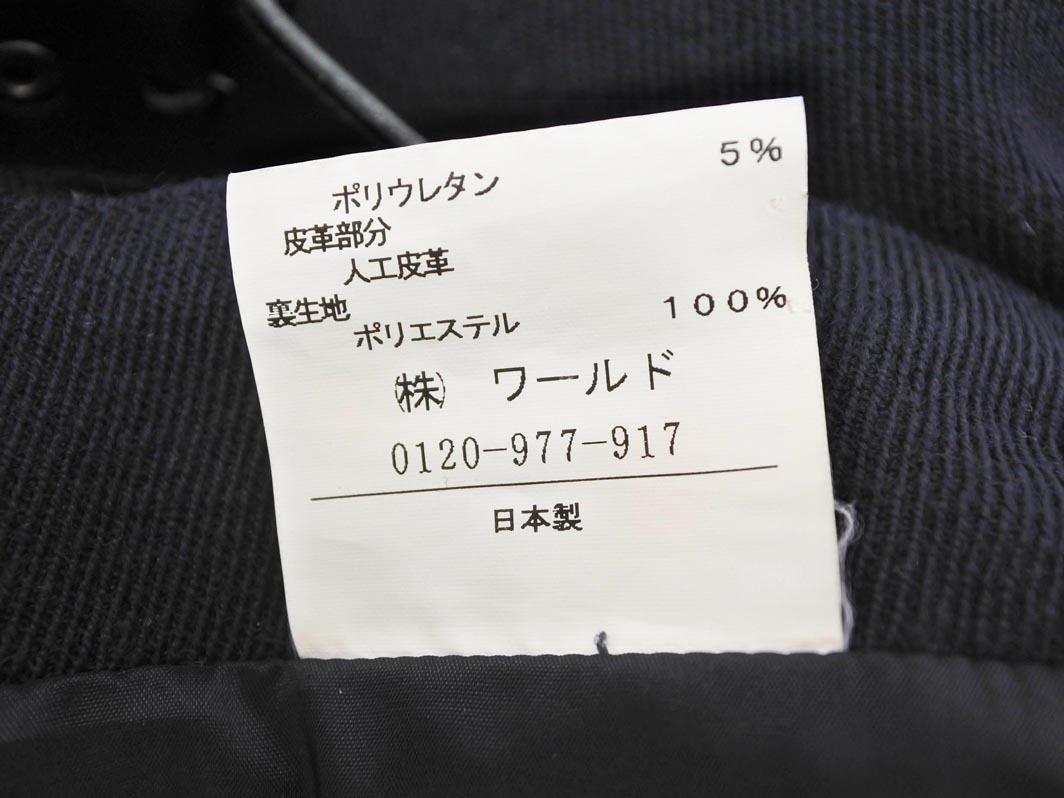 ポリウレタン ５％
皮革部分
人工皮革
裏生地
ポリエステル １００％
㈱ ワールド
0120-977-917
日本製